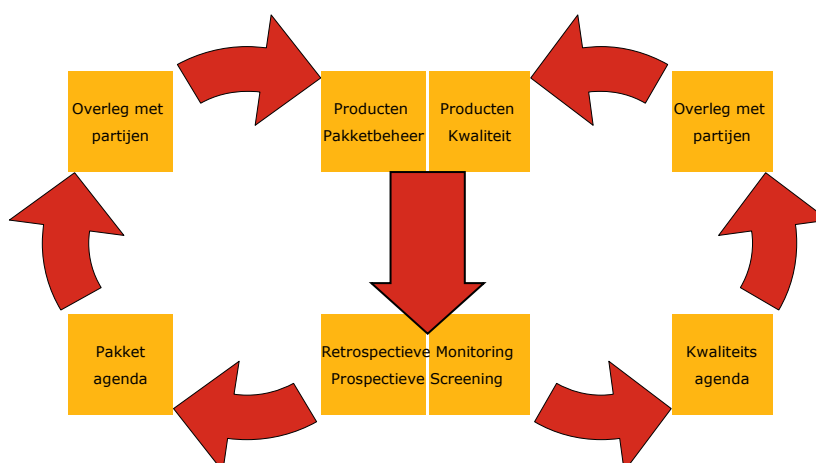 Overleg met
partijen
Producten
Pakketbeheer
Producten
Kwaliteit
Overleg met
partijen
Pakket
agenda
Retrospectieve Monitoring
Prospectieve Screening
Kwaliteits
agenda